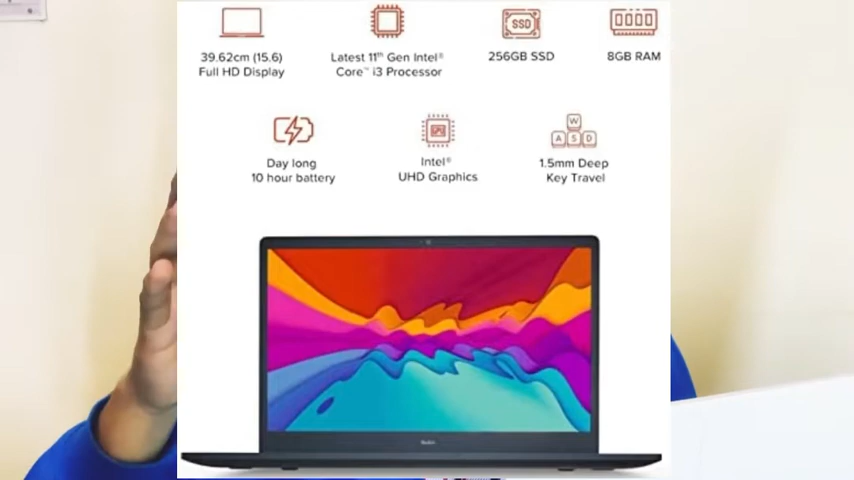 SSD
39.62cm (15.6)
Full HD Display
Latest 11th Gen Intel®
Core™ i3 Processor
256GB SSD
8GB RAM
W
A S D
Day long
10 hour battery
Intel®
UHD Graphics
1.5mm Deep
Key Travel